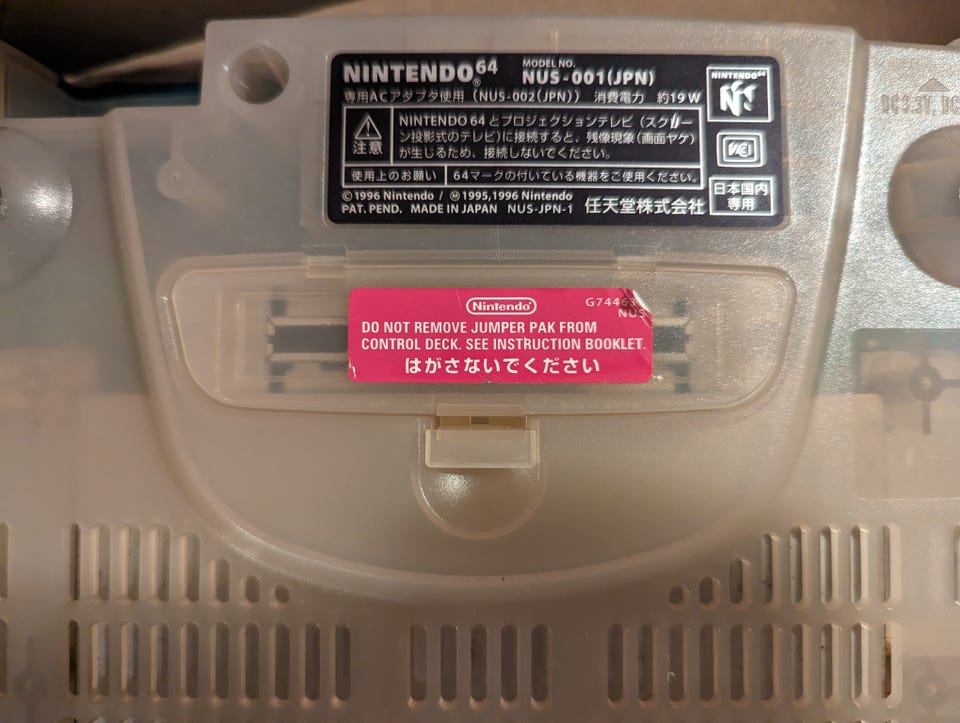 NINTENDO64® MODEL NO. NUS-001(JPN)
専用ACアダプタ使用 (NUS-002(JPN)) 消費電力 約19W
NINTENDO64
N
注意
NINTENDO 64 とプロジェクションテレビ (スクリー
ン投影式のテレビ)に接続すると、残像現象(画面ヤケ)
が生じるため、接続しないでください。
VCI
使用上のお願い 64マークの付いている機器をご使用ください。
©1996 Nintendo / Ⓜ1995,1996 Nintendo
PAT. PEND. MADE IN JAPAN NUS-JPN-1 任天堂株式会社
日本国内
専用
Nintendo®
G74463
NUS
DO NOT REMOVE JUMPER PAK FROM
CONTROL DECK. SEE INSTRUCTION BOOKLET.
はがさないでください